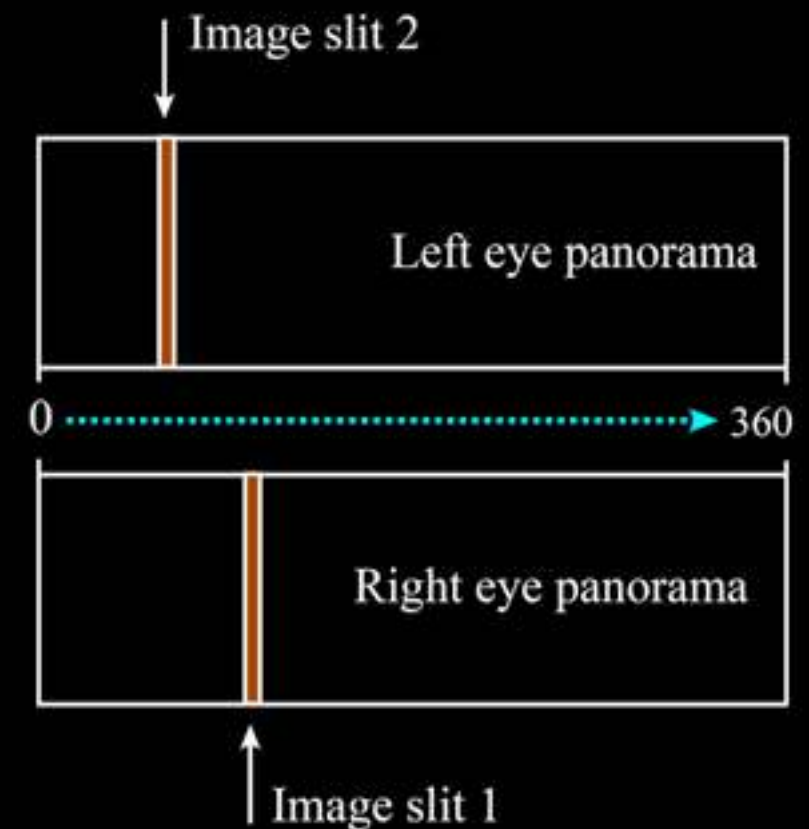 Image slit 2
Left eye panorama
0 360
Right eye panorama
Image slit 1